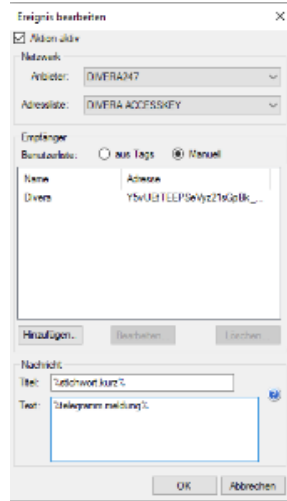 Ereignis bearbeiten
Aktion aktiv
Netzwerk
Anbieter: DIVERA247
Adressliste: DIVERA ACCESSKEY
Empfänger
Benutzerliste: aus Tags Manuell
Name Adresse
Divera
Hinzufügen... Bearbeiten Löschen
Nachricht
Titel: %stichwort.kurz%
Text: %telegramm.meldung%
OK Abbrechen